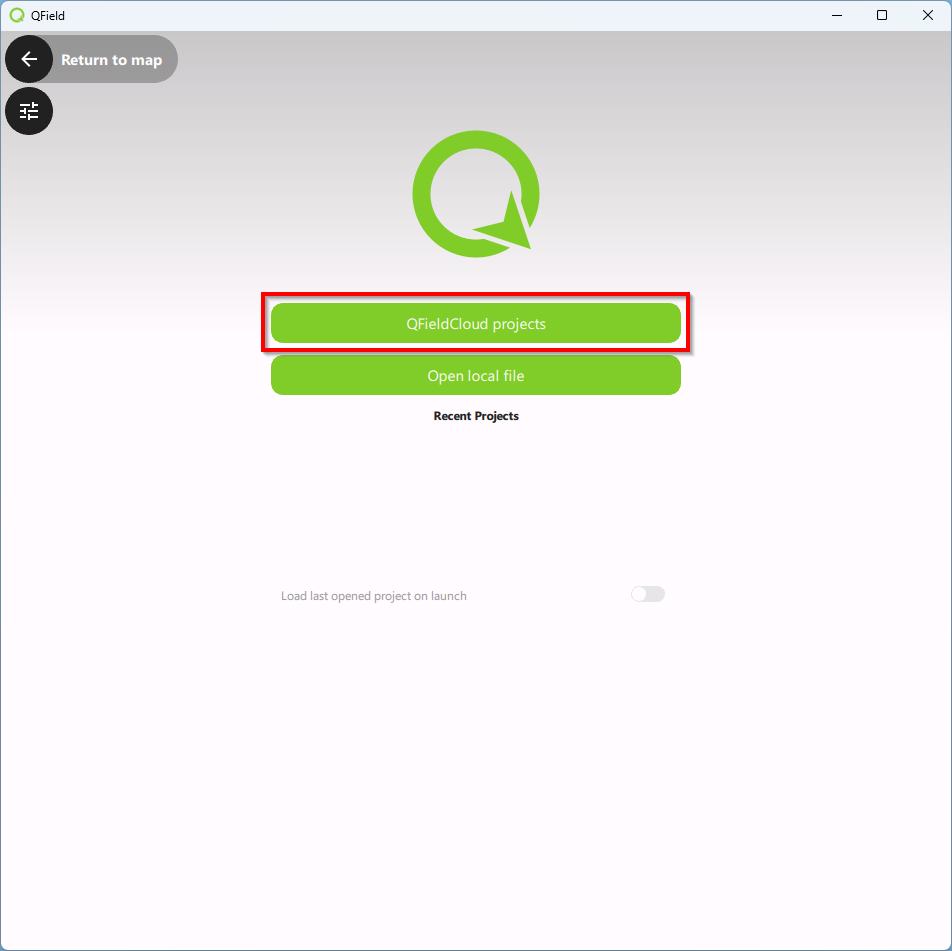 QField
Return to map
QFieldCloud projects
Open local file
Recent Projects
Load last opened project on launch